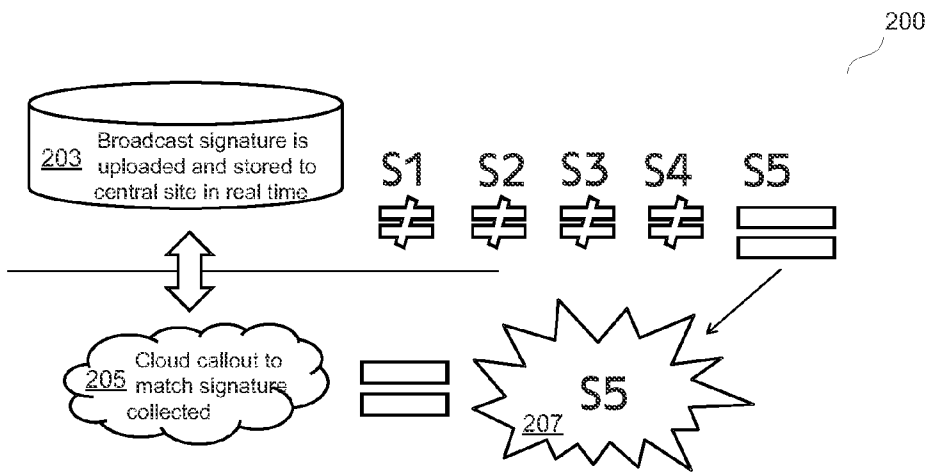 200
203 Broadcast signature is
uploaded and stored to
central site in real time
S1 S2 S3 S4 S5
205 Cloud callout to
match signature
collected
S5
207